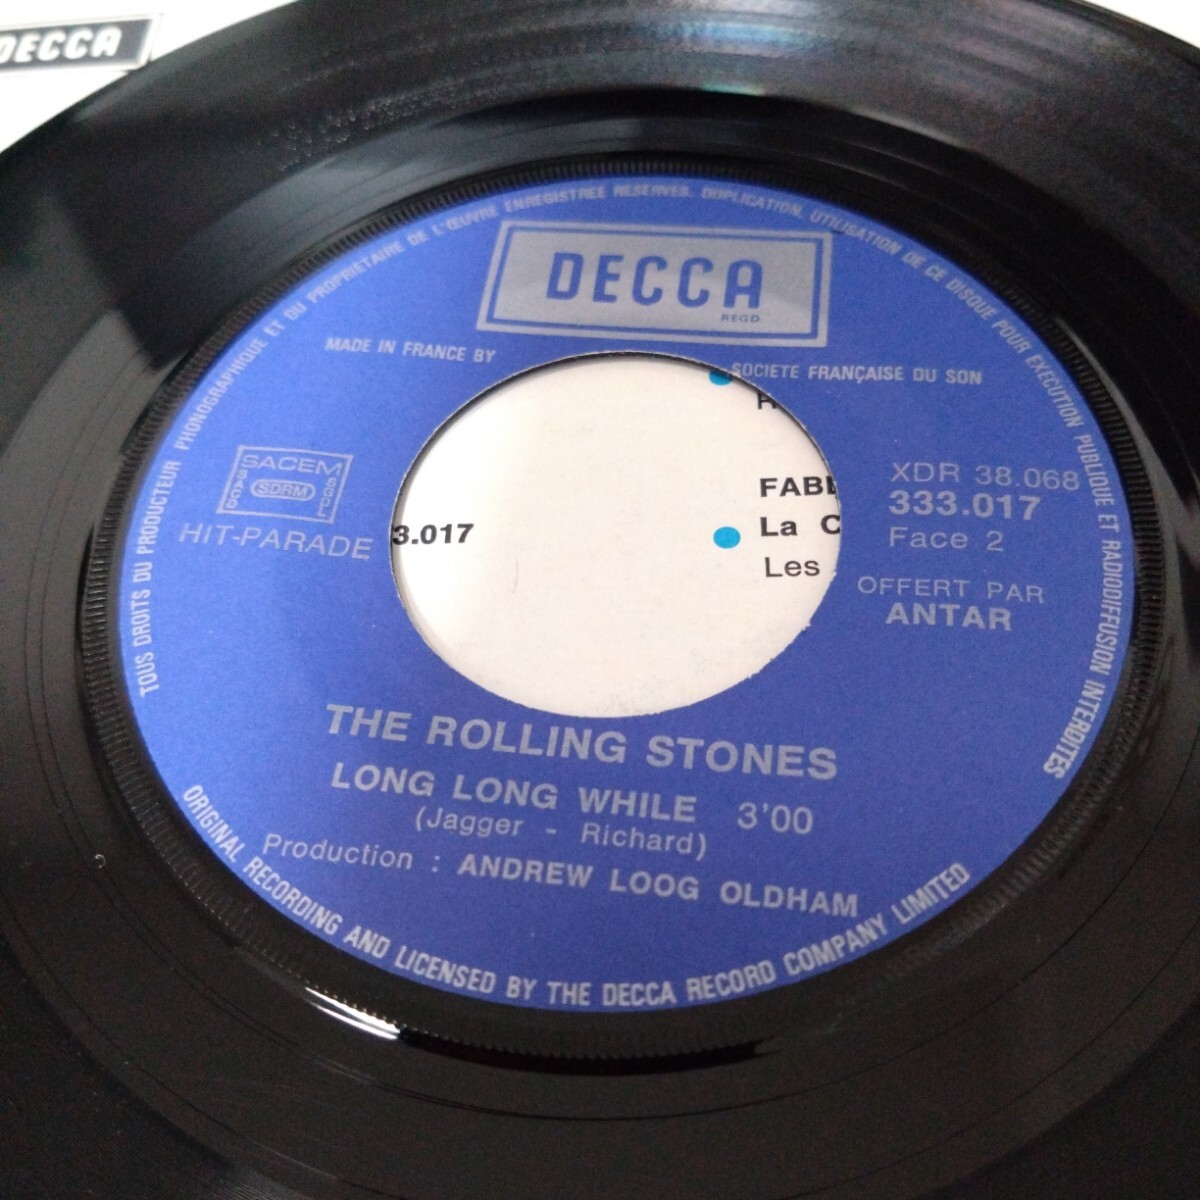 DECCA
TOUS DROITS DU PRODUCTEUR PHONOGRAPHIQUE ET DU PROPRIETAIRE DE L'ŒUVRE ENREGISTREE RESERVES. DUPLICATION, UTILISATION DE CE DISQUE POUR EXECUTION PUBLIQUE ET RADIODIFFUSION INTERDITES
DECCA
REGD
MADE IN FRANCE BY SOCIETE FRANÇAISE DU SON
SACEM
SACD SDRM SGDL
HIT-PARADE
XDR 38.068
333.017
Face 2
OFFERT PAR
ANTAR
3.017
La C
Les
THE ROLLING STONES
LONG LONG WHILE 3'00
(Jagger - Richard)
Production : ANDREW LOOG OLDHAM
ORIGINAL RECORDING AND LICENSED BY THE DECCA RECORD COMPANY LIMITED